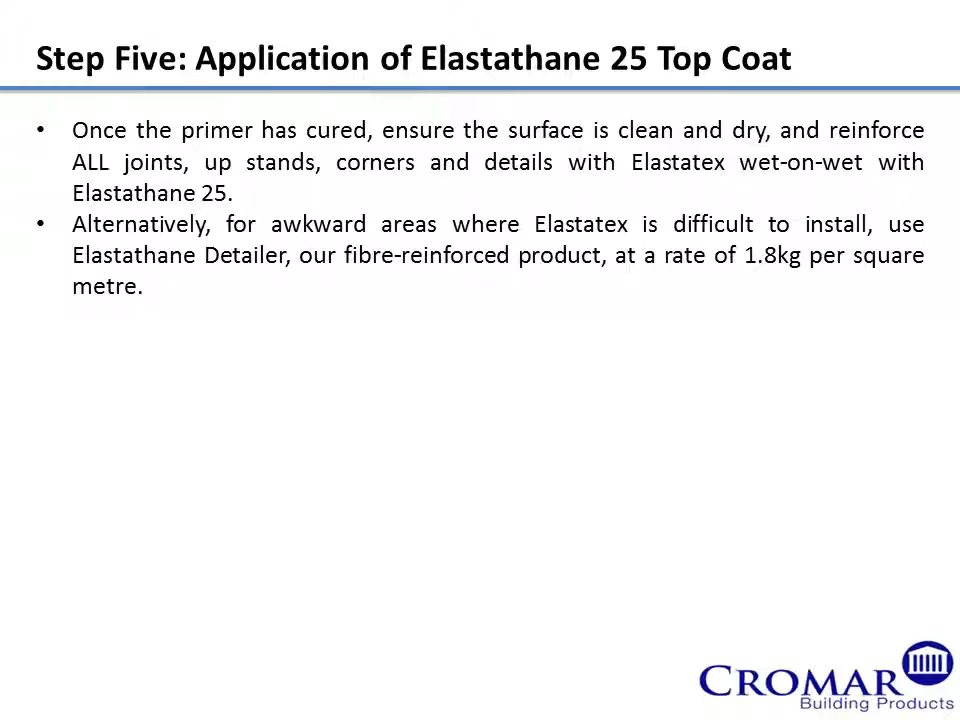 Step Five: Application of Elastathane 25 Top Coat
• Once the primer has cured, ensure the surface is clean and dry, and reinforce
ALL joints, up stands, corners and details with Elastatex wet-on-wet with
Elastathane 25.
• Alternatively, for awkward areas where Elastatex is difficult to install, use
Elastathane Detailer, our fibre-reinforced product, at a rate of 1.8kg per square
metre.
CROMAR
Building Products